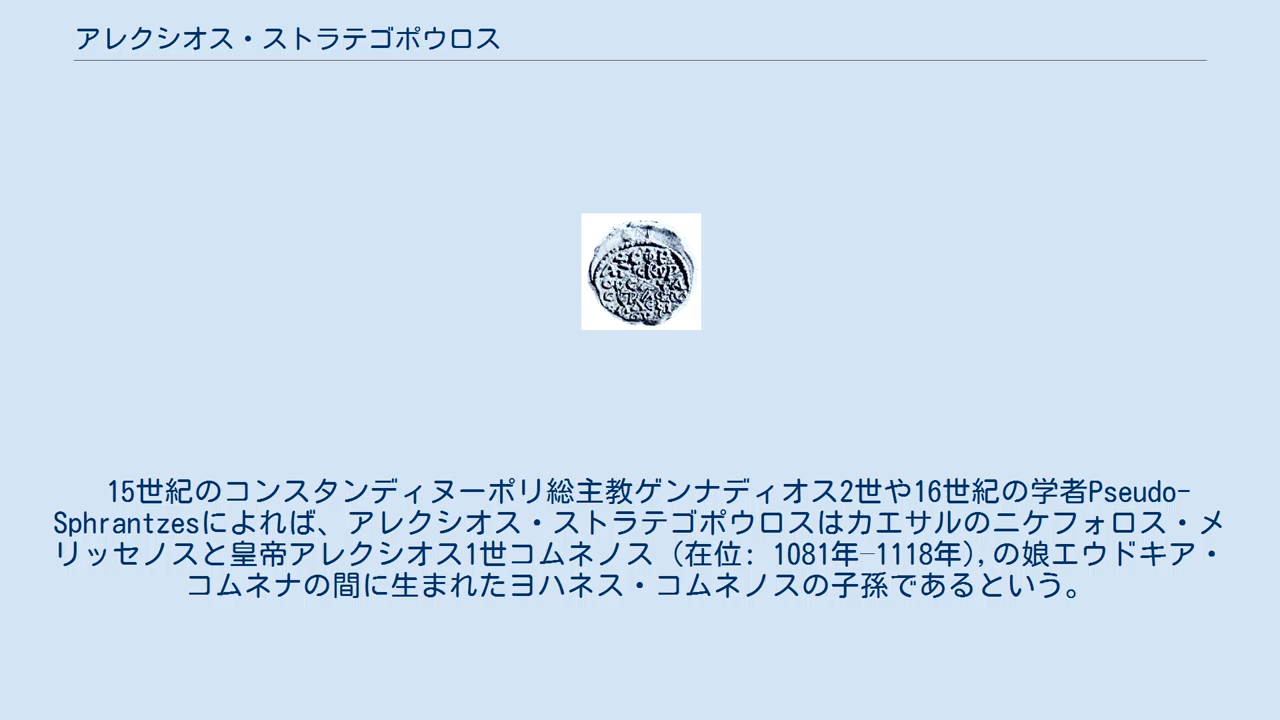 アレクシオス・ストラテゴポウロス
15世紀のコンスタンディヌーポリ総主教ゲンナディオス2世や16世紀の学者Pseudo-
Sphrantzesによれば、アレクシオス・ストラテゴポウロスはカエサルのニケフォロス・メ
リッセノスと皇帝アレクシオス1世コムネノス (在位: 1081年–1118年),の娘エウドキア・
コムネナの間に生まれたヨハネス・コムネノスの子孫であるという。